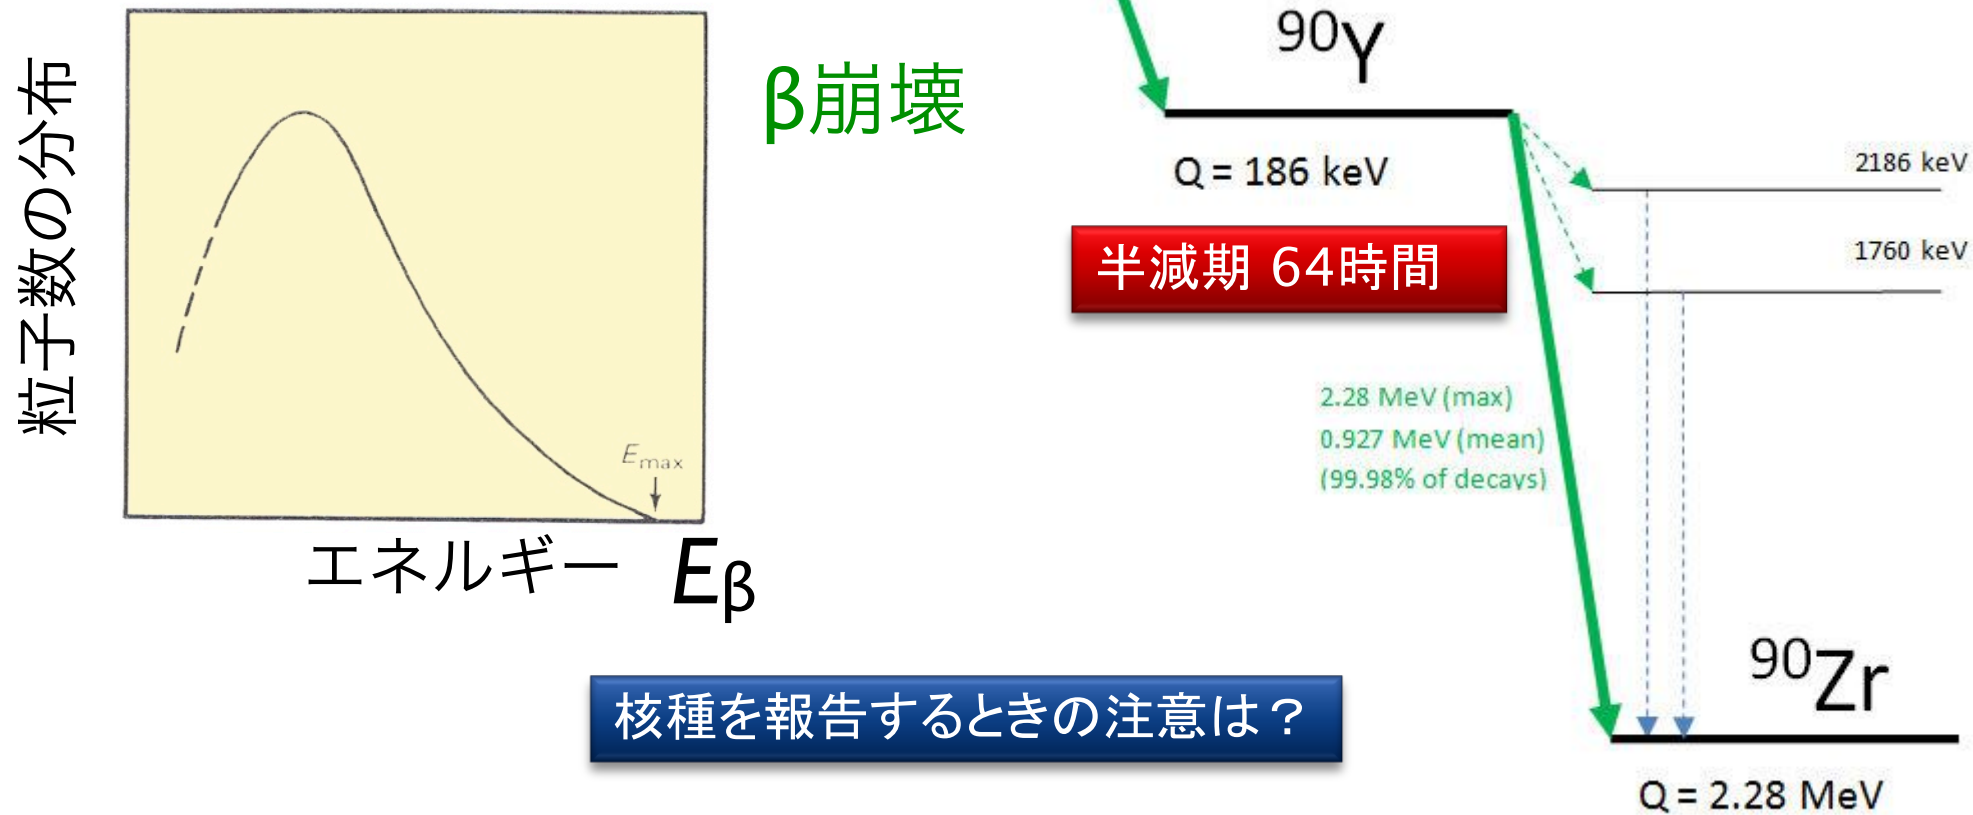 粒子数の分布
E max
エネルギー Eβ
β崩壊
90Y
Q = 186 keV
半減期 64時間
2186 keV
1760 keV
2.28 MeV (max)
0.927 MeV (mean)
(99.98% of decays)
90Zr
Q = 2.28 MeV
核種を報告するときの注意は？